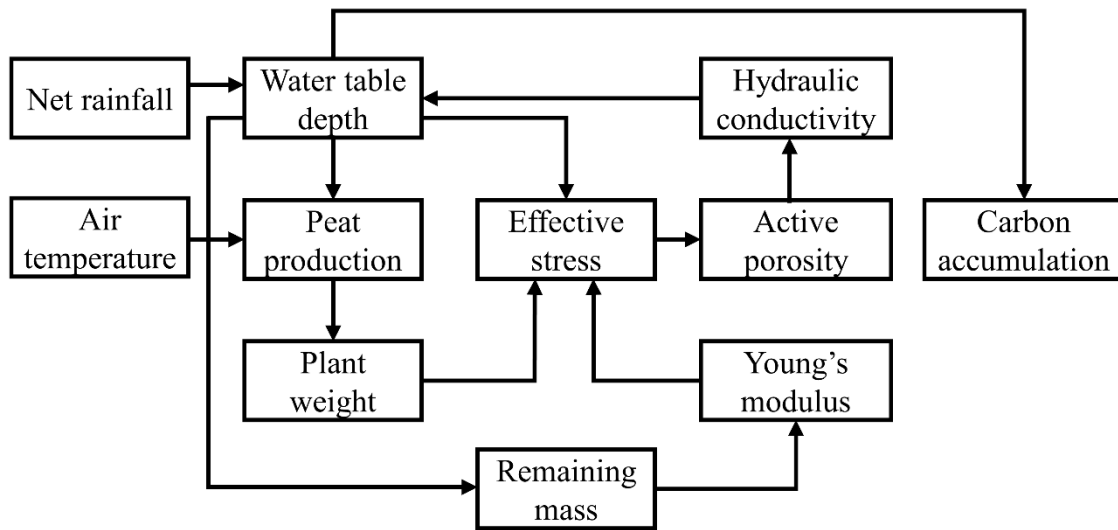 Net rainfall
Water table
depth
Hydraulic
conductivity
Air
temperature
Peat
production
Effective
stress
Active
porosity
Carbon
accumulation
Plant
weight
Young’s
modulus
Remaining
mass